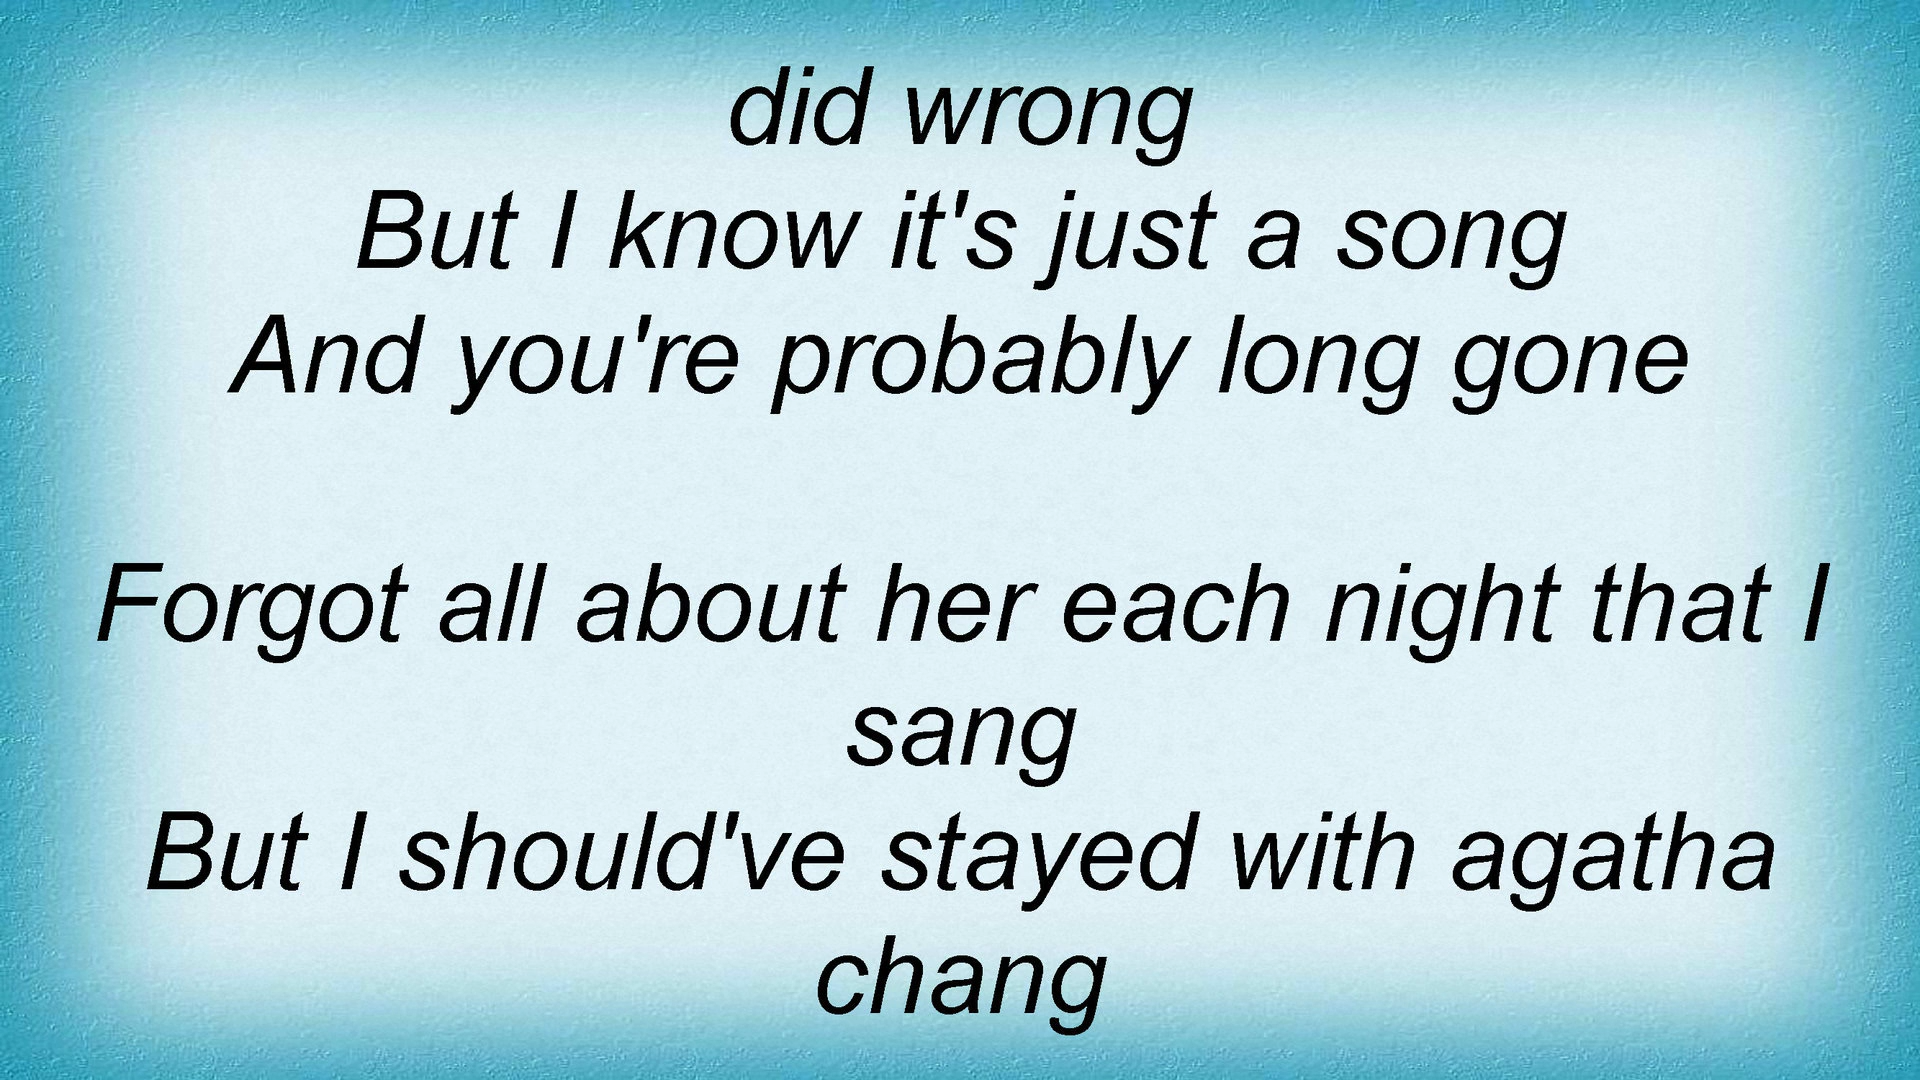 did wrong
But I know it's just a song
And you're probably long gone
Forgot all about her each night that I
sang
But I should've stayed with agatha
chang